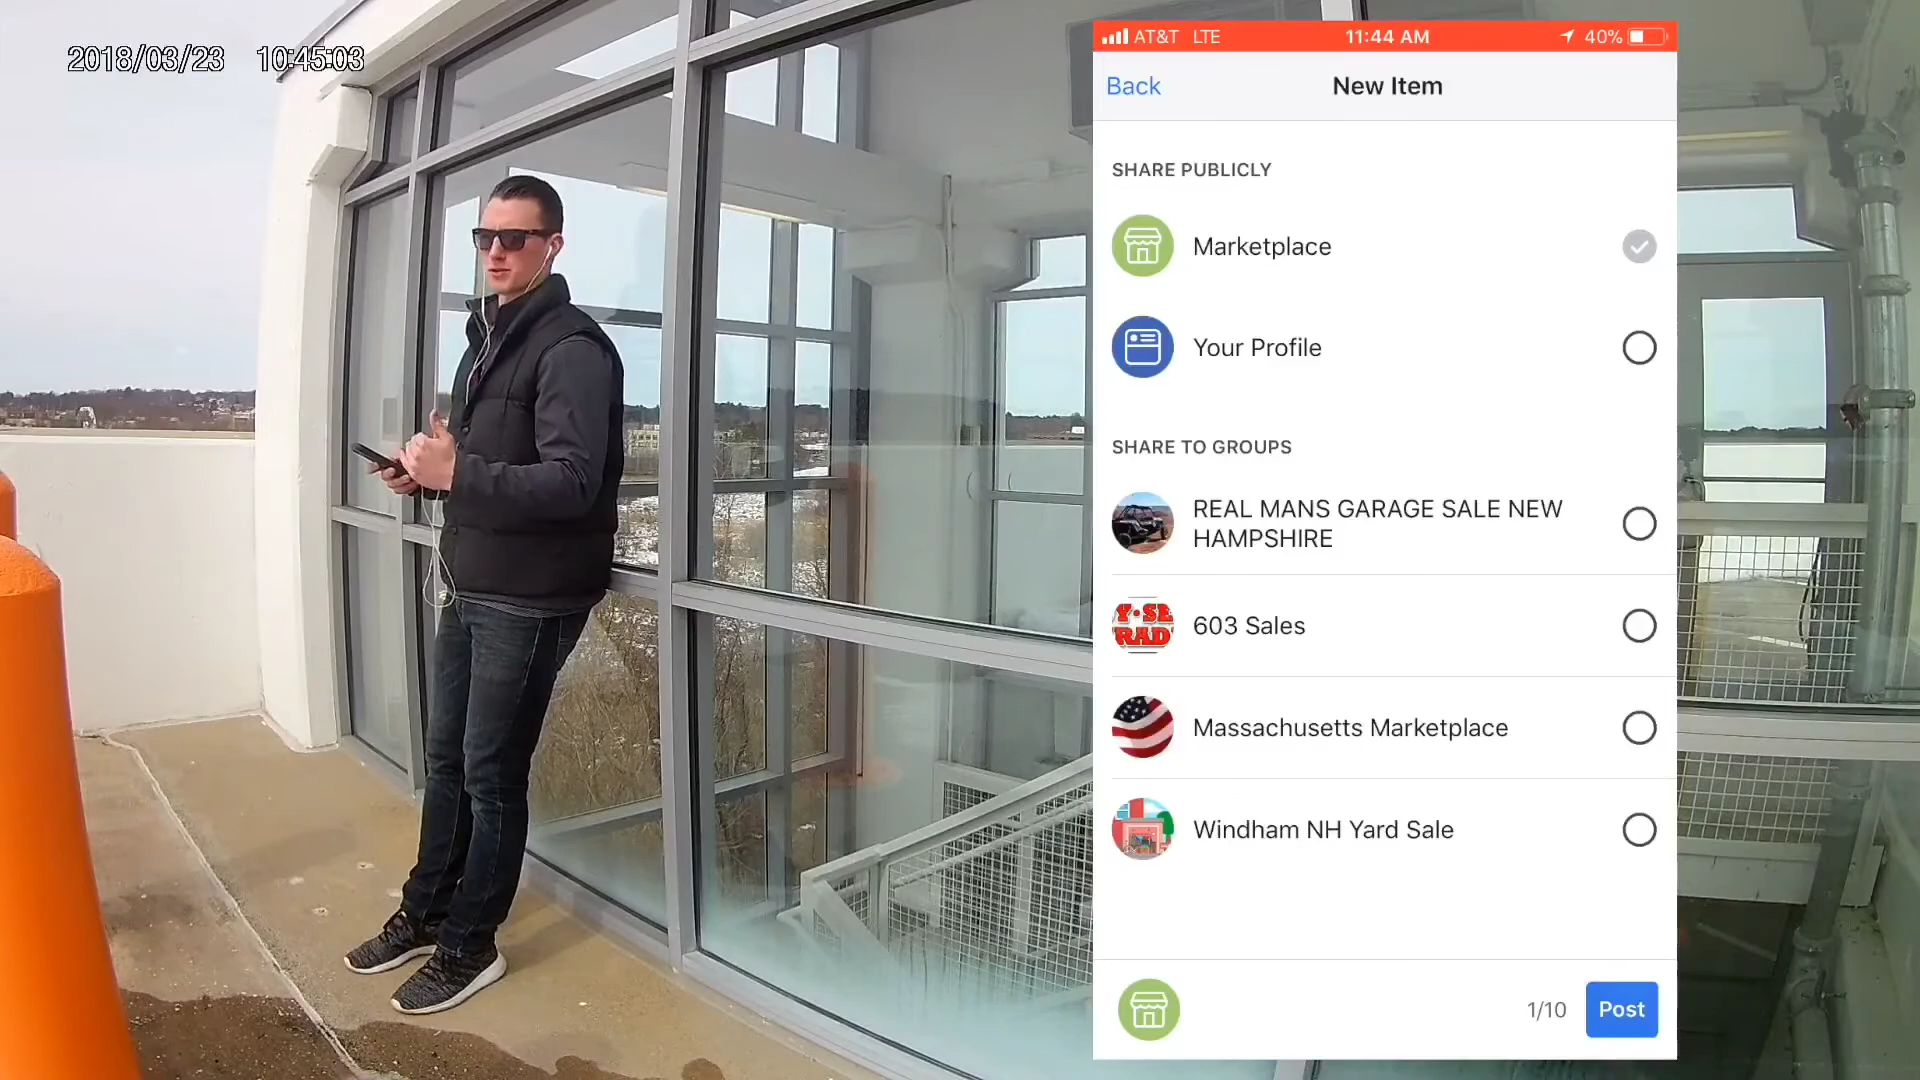 2018/03/23 10:45:03
AT&T LTE 11:44 AM 40%
Back New Item
SHARE PUBLICLY
Marketplace
Your Profile
SHARE TO GROUPS
REAL MANS GARAGE SALE NEW
HAMPSHIRE
Y•SE
RAD
603 Sales
Massachusetts Marketplace
Windham NH Yard Sale
1/10 Post